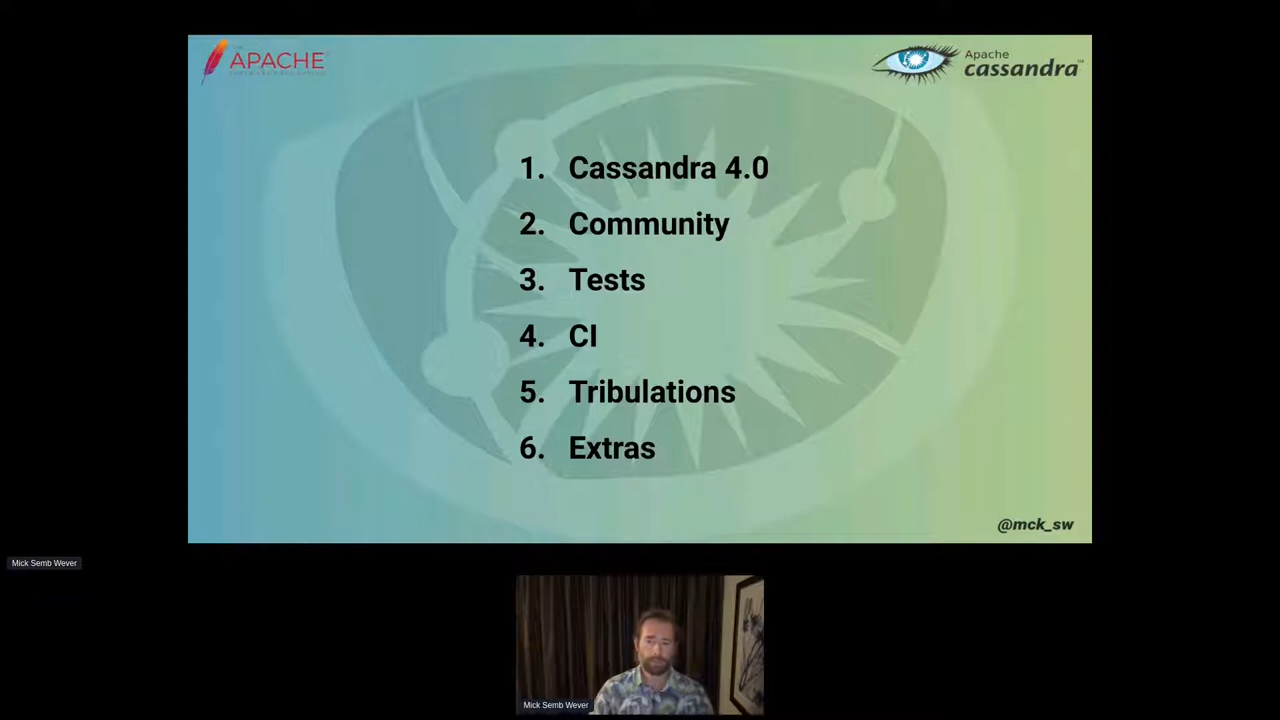 APACHE
Apache
cassandra™
1. Cassandra 4.0
2. Community
3. Tests
4. CI
5. Tribulations
6. Extras
@mck_sw
Mick Semb Wever
Mick Semb Wever